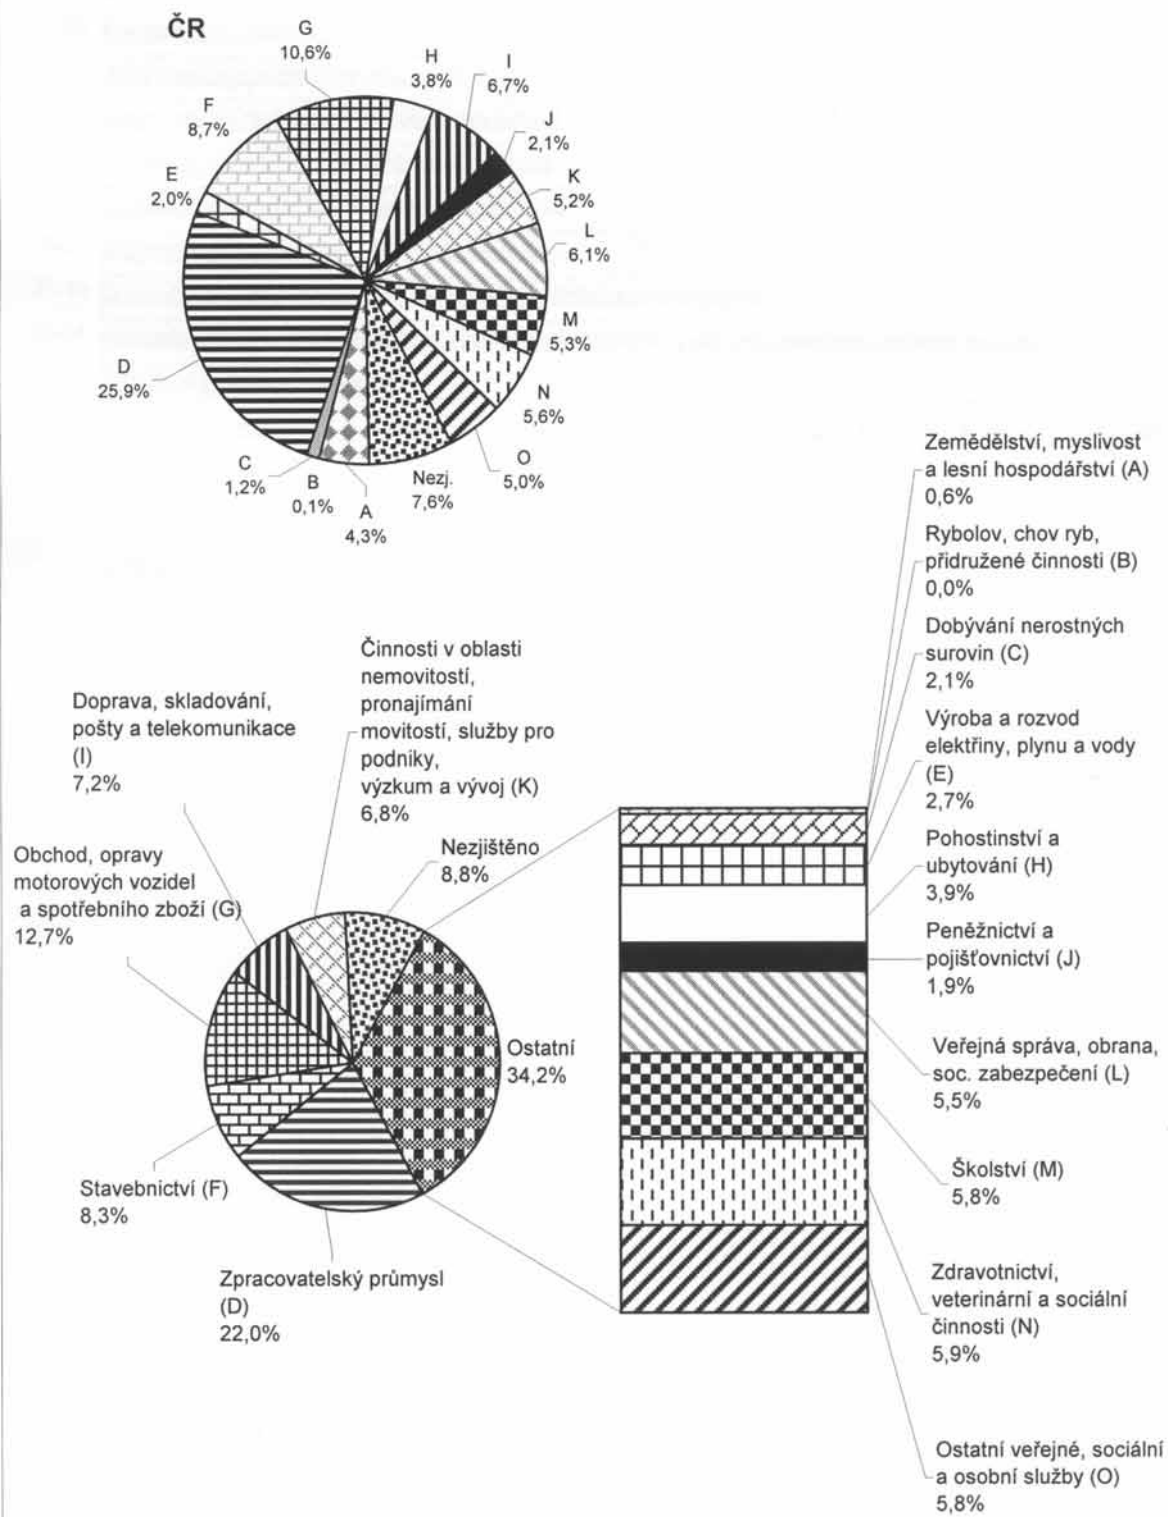 ČR
G
10,6%
H
3,8%
I
6,7%
J
2,1%
K
5,2%
L
6,1%
M
5,3%
N
5,6%
O
5,0%
Nezj.
7,6%
A
4,3%
B
0,1%
C
1,2%
D
25,9%
E
2,0%
F
8,7%
Činnosti v oblasti
nemovitostí,
pronajímání
movitostí, služby pro
podniky,
výzkum a vývoj (K)
6,8%
Doprava, skladování,
pošty a telekomunikace
(I)
7,2%
Obchod, opravy
motorových vozidel
a spotřebního zboží (G)
12,7%
Nezjištěno
8,8%
Ostatní
34,2%
Stavebnictví (F)
8,3%
Zpracovatelský průmysl
(D)
22,0%
Zemědělství, myslivost
a lesní hospodářství (A)
0,6%
Rybolov, chov ryb,
přidružené činnosti (B)
0,0%
Dobývání nerostných
surovin (C)
2,1%
Výroba a rozvod
elektřiny, plynu a vody
(E)
2,7%
Pohostinství a
ubytování (H)
3,9%
Peněžnictví a
pojišťovnictví (J)
1,9%
Veřejná správa, obrana,
soc. zabezpečení (L)
5,5%
Školství (M)
5,8%
Zdravotnictví,
veterinární a sociální
činnosti (N)
5,9%
Ostatní veřejné, sociální
a osobní služby (O)
5,8%